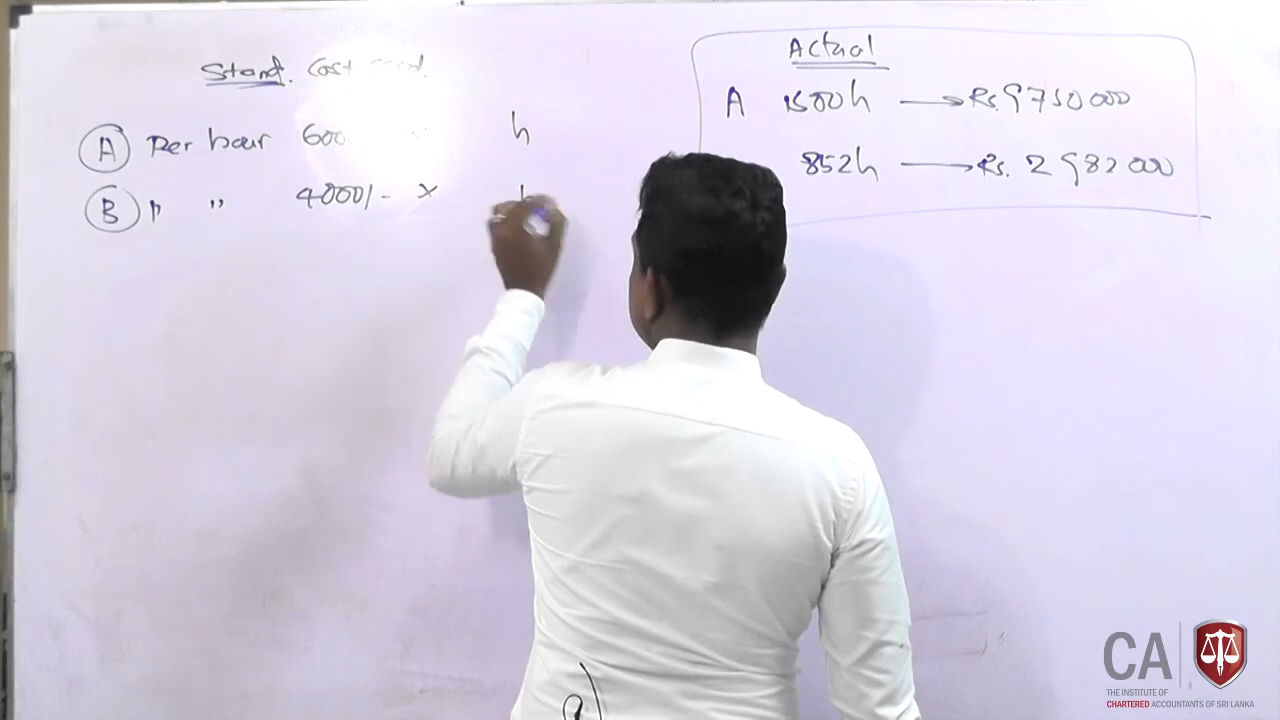 Stand. Cost
A Per hour 600 h
B " " 4000/- x h
Actual
A 1500h → Rs. 9750000
852h → Rs. 2982000
a)
CA
THE INSTITUTE OF
CHARTERED ACCOUNTANTS OF SRI LANKA